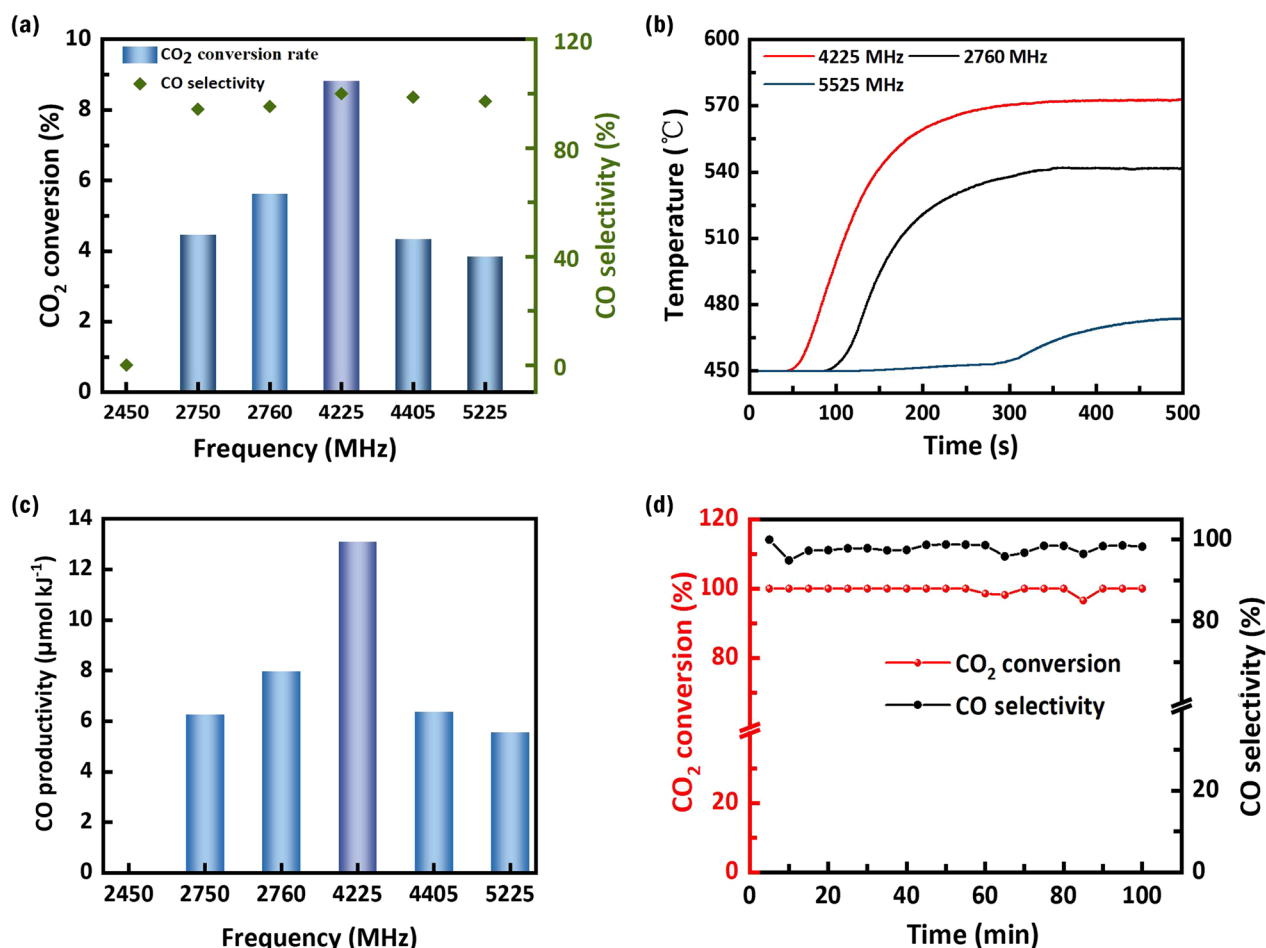 (a)
10
8
6
4
2
0
CO₂ conversion (%)
CO₂ conversion rate
CO selectivity
120
80
40
0
CO selectivity (%)
2450 2750 2760 4225 4405 5225
Frequency (MHz)
(b)
600
570
540
510
480
450
Temperature (℃)
4225 MHz 2760 MHz
5525 MHz
0 100 200 300 400 500
Time (s)
(c)
14
12
10
8
6
4
2
0
CO productivity (μmol kJ⁻¹)
2450 2750 2760 4225 4405 5225
Frequency (MHz)
(d)
120
100
80
20
0
CO₂ conversion (%)
CO₂ conversion
CO selectivity
100
80
20
0
CO selectivity (%)
0 20 40 60 80 100
Time (min)